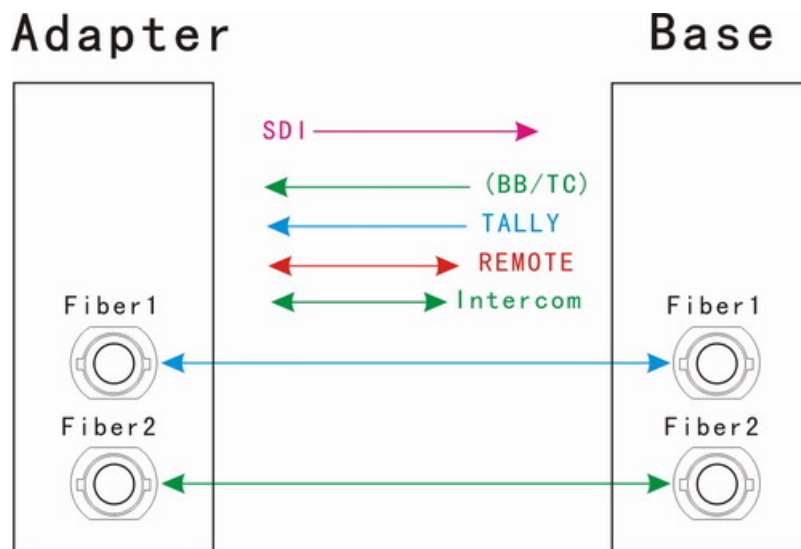 Adapter Base
SDI
(BB/TC)
TALLY
REMOTE
Intercom
Fiber1 Fiber1
Fiber2 Fiber2